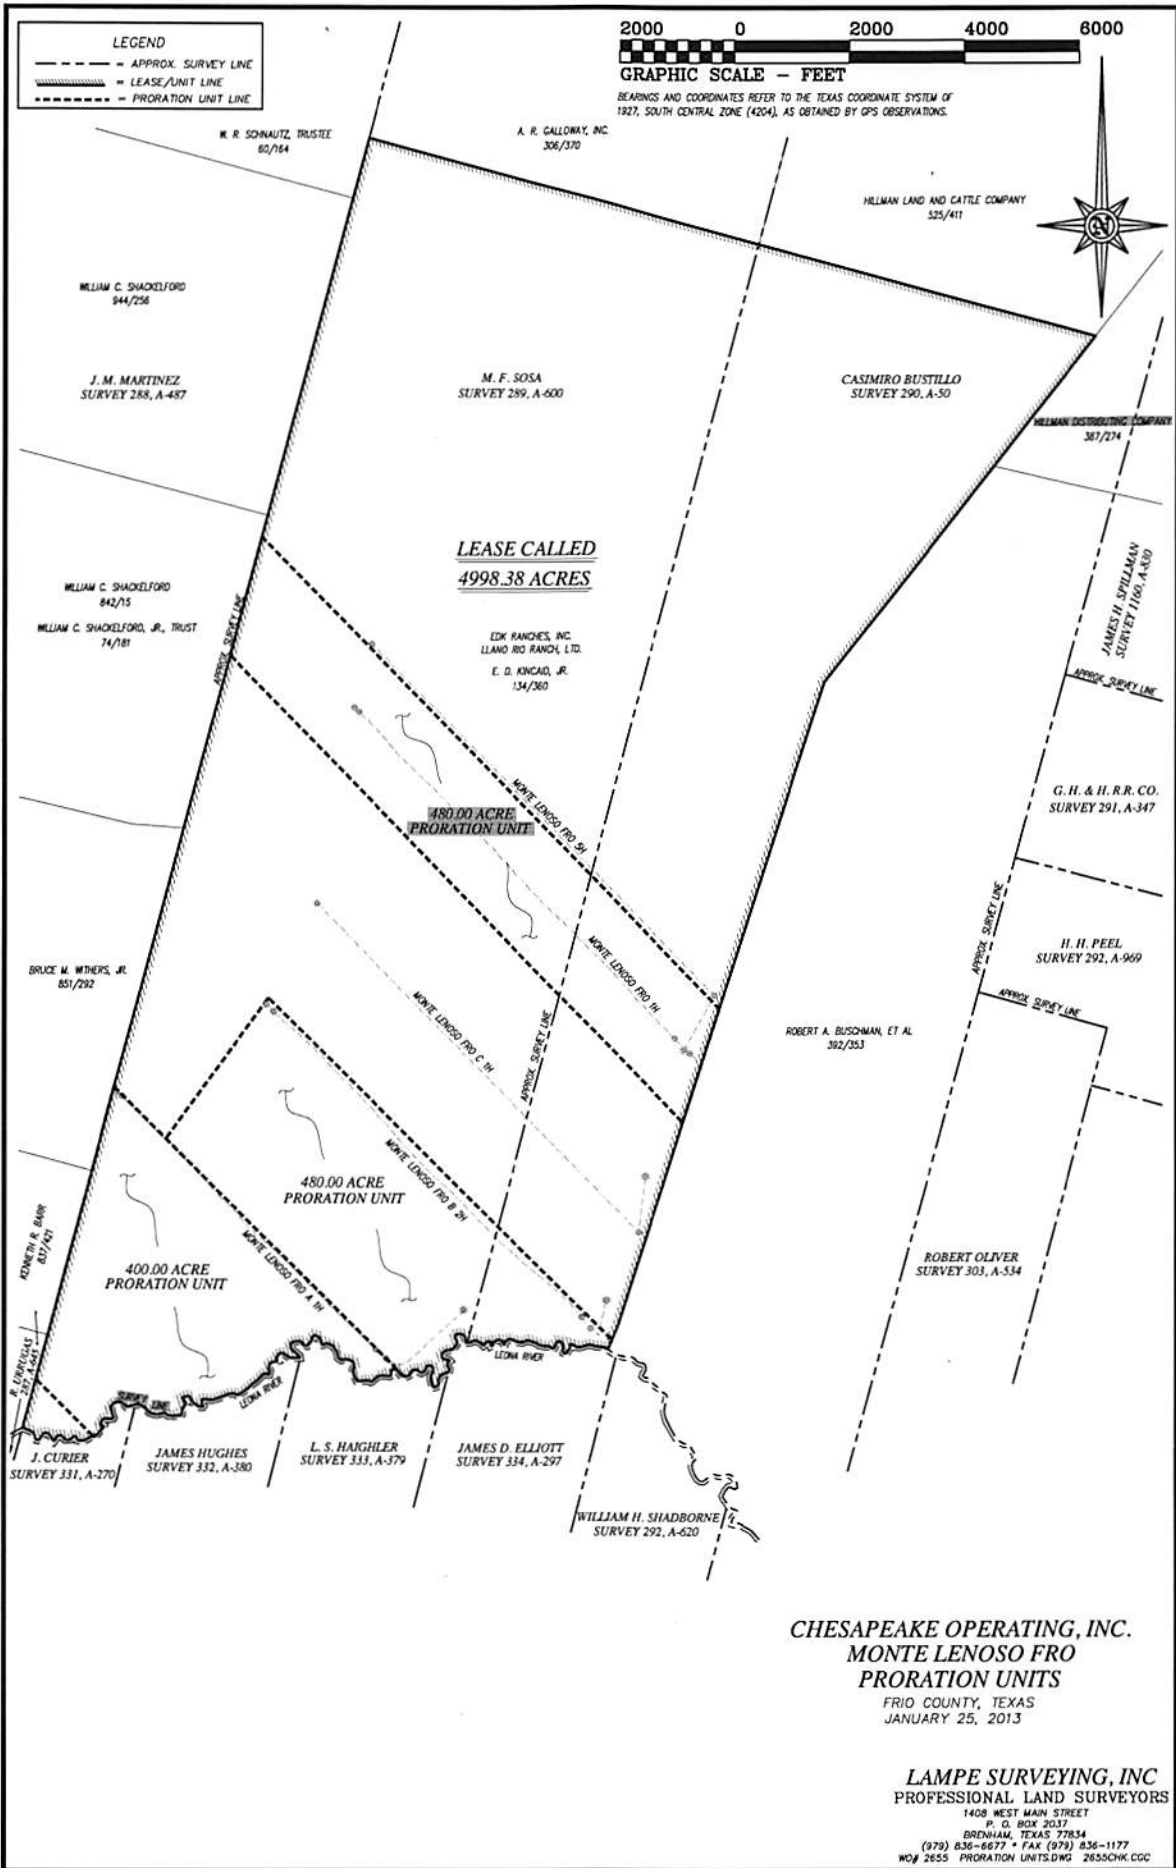 LEGEND
= APPROX. SURVEY LINE
= LEASE/UNIT LINE
= PRORATION UNIT LINE
2000 0 2000 4000 6000
GRAPHIC SCALE - FEET
BEARINGS AND COORDINATES REFER TO THE TEXAS COORDINATE SYSTEM OF
1927, SOUTH CENTRAL ZONE (4204), AS OBTAINED BY GPS OBSERVATIONS.
W. R. SCHNAUTZ, TRUSTEE
60/164
A. R. GALLOWAY, INC.
306/370
HILLMAN LAND AND CATTLE COMPANY
525/411
N
WILLIAM C. SHACKELFORD
944/256
J. M. MARTINEZ
SURVEY 288, A-487
M. F. SOSA
SURVEY 289, A-600
CASIMIRO BUSTILLO
SURVEY 290, A-50
HILLMAN DISTRIBUTING COMPANY
387/274
LEASE CALLED
4998.38 ACRES
JAMES H. SPILLMAN
SURVEY 1160, A-830
WILLIAM C. SHACKELFORD
842/15
WILLIAM C. SHACKELFORD, JR., TRUST
74/181
APPROX. SURVEY LINE
EDK RANCHES, INC.
LLANO RIO RANCH, LTD.
E. D. KINCAID, JR.
134/360
APPROX. SURVEY LINE
MONTE LENOSO FRO 5H
480.00 ACRE
PRORATION UNIT
G. H. & H. R.R. CO.
SURVEY 291, A-347
MONTE LENOSO FRO 1H
BRUCE M. WITHERS, JR.
851/292
MONTE LENOSO FRO C 1H
APPROX. SURVEY LINE
APPROX. SURVEY LINE
H. H. PEEL
SURVEY 292, A-969
APPROX. SURVEY LINE
ROBERT A. BUSCHMAN, ET AL
392/353
480.00 ACRE
PRORATION UNIT
MONTE LENOSO FRO B 2H
KENNETH R. BARR
837/421
400.00 ACRE
PRORATION UNIT
MONTE LENOSO FRO A 1H
ROBERT OLIVER
SURVEY 303, A-534
R. URRUGAS
287, A-645
LEONA RIVER
SURVEY LINE
LEONA RIVER
J. CURIER
SURVEY 331, A-270
JAMES HUGHES
SURVEY 332, A-380
L. S. HAIGHLER
SURVEY 333, A-379
JAMES D. ELLIOTT
SURVEY 334, A-297
WILLIAM H. SHADBORNE
SURVEY 292, A-620
CHESAPEAKE OPERATING, INC.
MONTE LENOSO FRO
PRORATION UNITS
FRIO COUNTY, TEXAS
JANUARY 25, 2013
LAMPE SURVEYING, INC
PROFESSIONAL LAND SURVEYORS
1408 WEST MAIN STREET
P. O. BOX 2037
BRENHAM, TEXAS 77834
(979) 836-6677 * FAX (979) 836-1177
WO# 2655 PRORATION UNITS.DWG 2655CHK.CGC